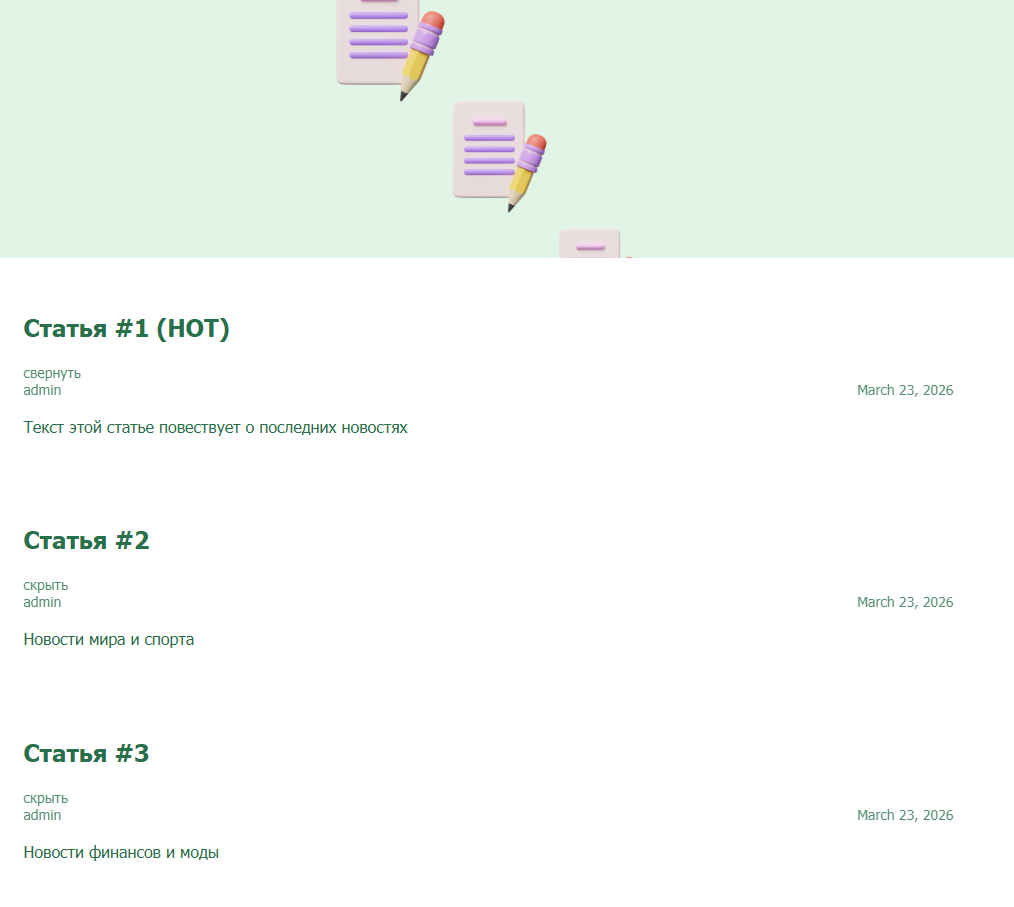 Статья #1 (HOT)
свернуть
admin
March 23, 2026
Текст этой статье повествует о последних новостях
Статья #2
скрыть
admin
March 23, 2026
Новости мира и спорта
Статья #3
скрыть
admin
March 23, 2026
Новости финансов и моды